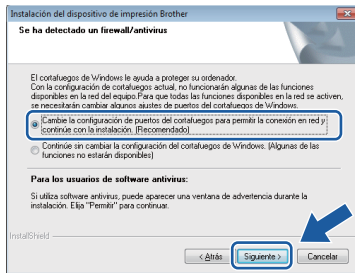 Instalación del dispositivo de impresión Brother
Se ha detectado un firewall/antivirus
El cortafuegos de Windows le ayuda a proteger su ordenador.
Con la configuración de cortafuegos actual, no funcionarán algunas de las funciones
disponibles en la red del equipo.Para que todas las funciones disponibles en la red se activen,
se necesitarán cambiar algunos ajustes de puertos del cortafuegos de Windows.
Cambie la configuración de puertos del cortafuegos para permitir la conexión en red y
continúe con la instalación. (Recomendado)
Continúe sin cambiar la configuración del cortafuegos de Windows. (Algunas de las
funciones no estarán disponibles)
Para los usuarios de software antivirus:
Si utiliza software antivirus, puede aparecer una ventana de advertencia durante la
instalación. Elija "Permitir" para continuar.
InstallShield
< Atrás
Siguiente >
Cancelar